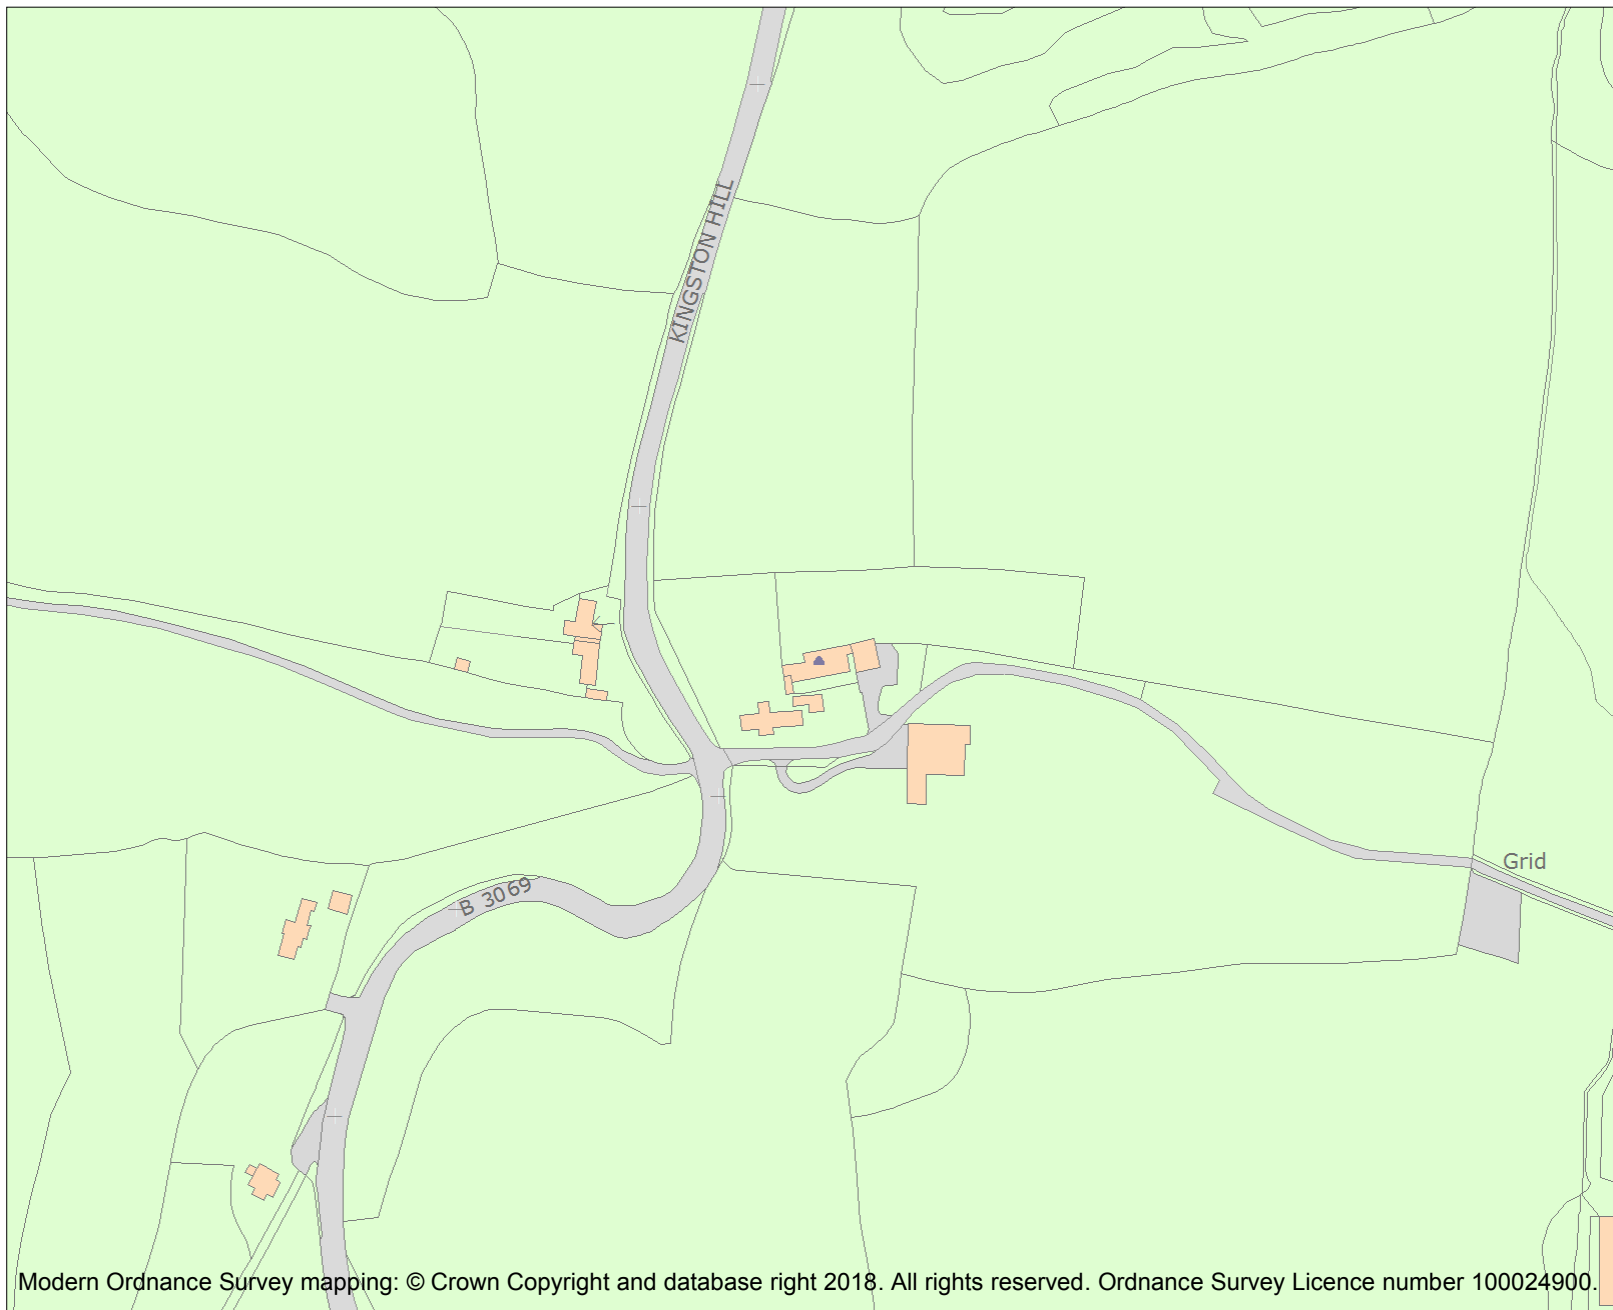 KINGSTON HILL
Grid
B 3069
Modern Ordnance Survey mapping: © Crown Copyright and database right 2018. All rights reserved. Ordnance Survey Licence number 100024900.